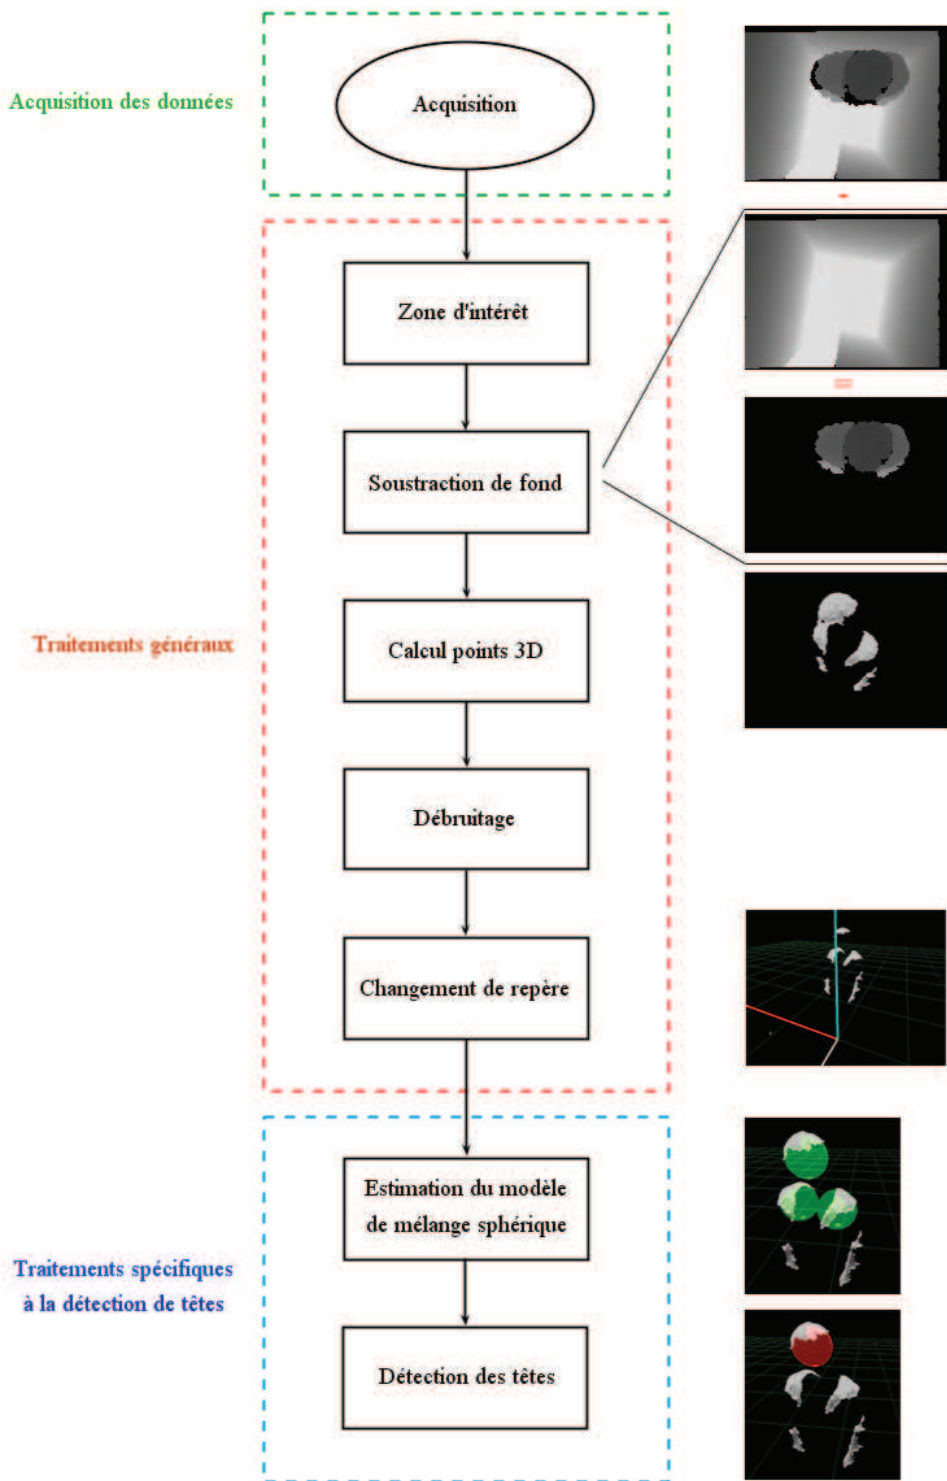 Acquisition des données
Acquisition
Zone d'intérêt
Soustraction de fond
Traitements généraux
Calcul points 3D
Débruitage
Changement de repère
Estimation du modèle
de mélange sphérique
Traitements spécifiques
à la détection de têtes
Détection des têtes